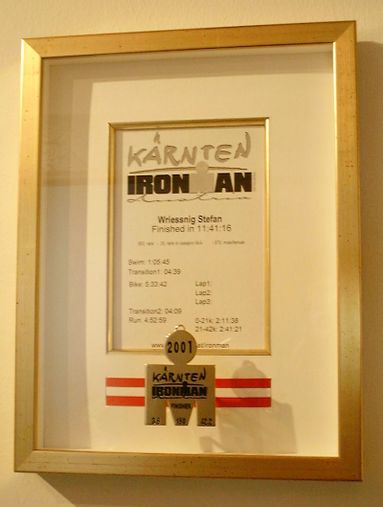 KÄRNTEN
IRONMAN
Austria
Wriessnig Stefan
Finished in 11:41:16
Swim: 1:05:45
Transition1: 04:39
Bike: 5:33:42 Lap1:
Lap2:
Lap3:
Transition2: 04:09
Run: 4:52:59 0-21k: 2:11:38
21-42k: 2:41:21
2001
KÄRNTEN
IRONMAN
FINISHER